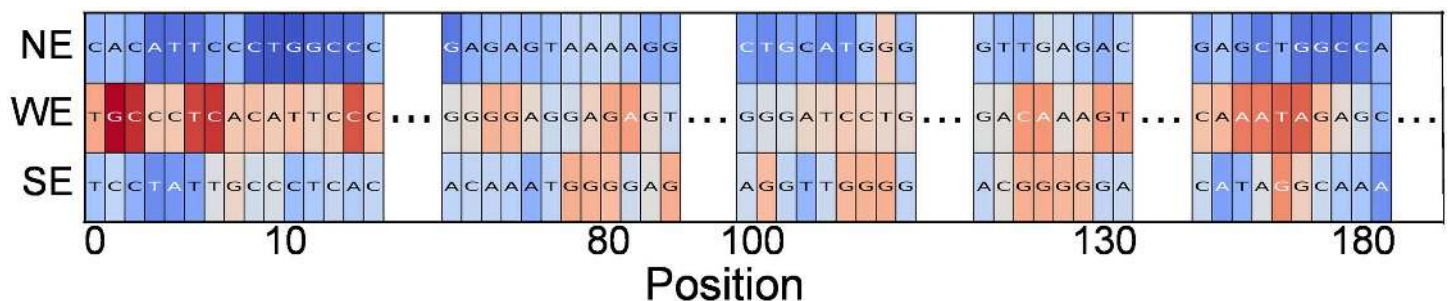 NE CACATTCCCTGGCCC GAGAGTAAAAGG CTGCATGGG GTTGAGAC GAGCTGGCCA
WE TGCCCTCACATTCCC ... GGGGAGGAGAGT ... GGGATCCTG ... GACAAAGT ... CAAATAGAGC ...
SE TCCTATTGCCCTCAC ACAAATGGGGAG AGGTTGGGG ACGGGGGA CATAGGCAAA
0 10 80 100 130 180
Position